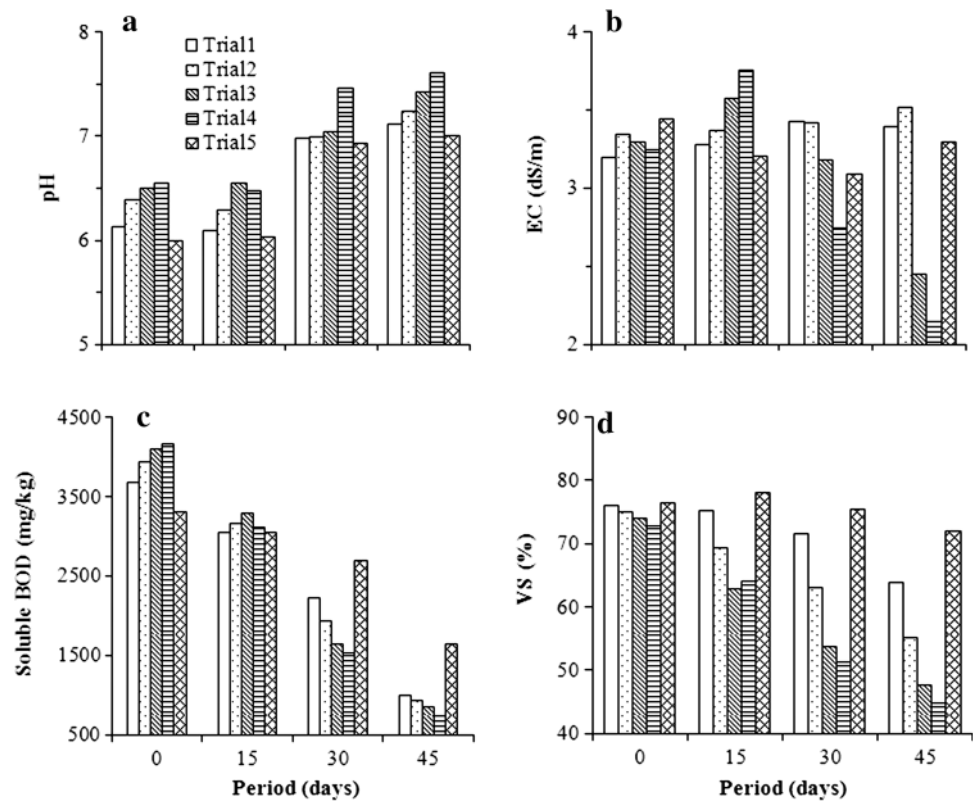 a
8
7
6
5
pH
Trial1
Trial2
Trial3
Trial4
Trial5
b
4
3
2
EC (dS/m)
c
4500
3500
2500
1500
500
Soluble BOD (mg/kg)
0 15 30 45
Period (days)
d
90
80
70
60
50
40
VS (%)
0 15 30 45
Period (days)